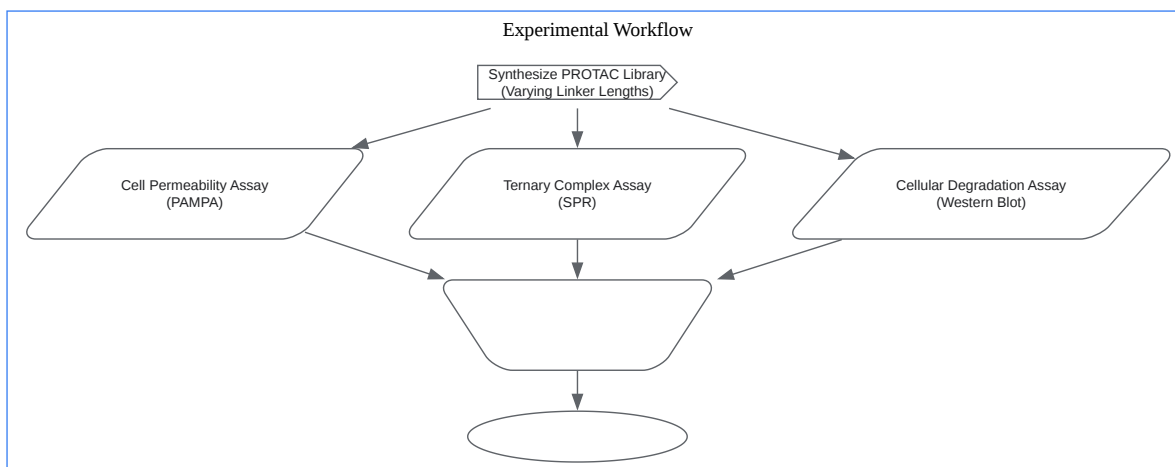 Experimental Workflow
Synthesize PROTAC Library
(Varying Linker Lengths)
Cell Permeability Assay
(PAMPA)
Ternary Complex Assay
(SPR)
Cellular Degradation Assay
(Western Blot)